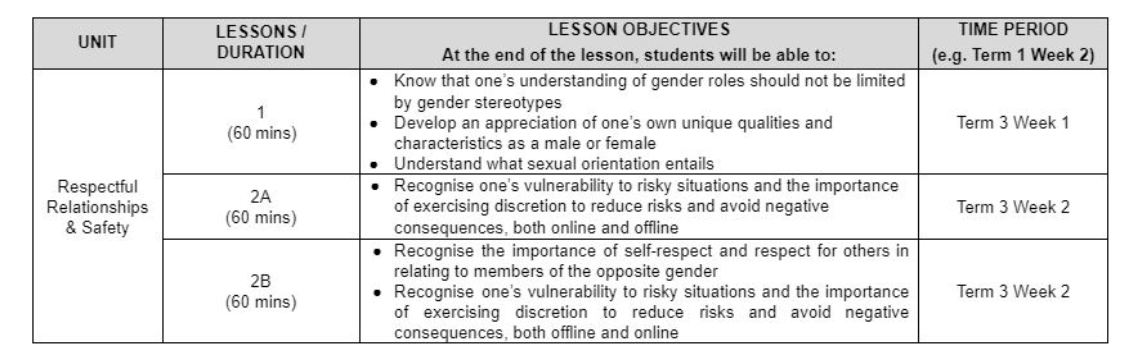 UNIT
LESSONS /
DURATION
LESSON OBJECTIVES
At the end of the lesson, students will be able to:
TIME PERIOD
(e.g. Term 1 Week 2)
Respectful
Relationships
& Safety
1
(60 mins)
● Know that one's understanding of gender roles should not be limited
by gender stereotypes
● Develop an appreciation of one's own unique qualities and
characteristics as a male or female
● Understand what sexual orientation entails
Term 3 Week 1
2A
(60 mins)
● Recognise one's vulnerability to risky situations and the importance
of exercising discretion to reduce risks and avoid negative
consequences, both online and offline
Term 3 Week 2
2B
(60 mins)
● Recognise the importance of self-respect and respect for others in
relating to members of the opposite gender
● Recognise one's vulnerability to risky situations and the importance
of exercising discretion to reduce risks and avoid negative
consequences, both offline and online
Term 3 Week 2